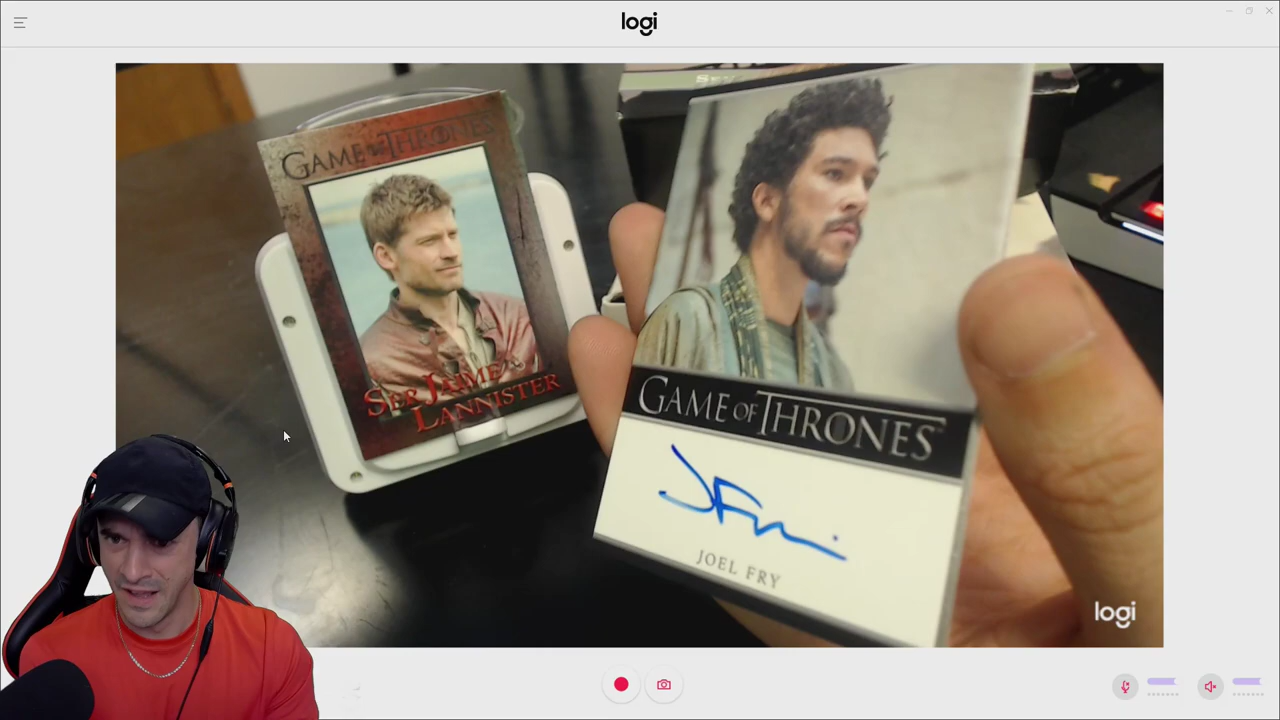 logi
GAME OF THRONES
SER JAIME
LANNISTER
GAME OF THRONES
JOEL FRY
logi